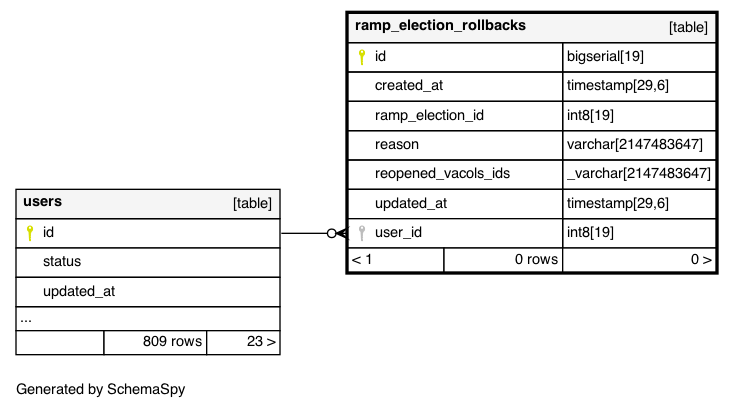 ramp_election_rollbacks [table]
id bigserial[19]
created_at timestamp[29,6]
ramp_election_id int8[19]
reason varchar[2147483647]
reopened_vacols_ids _varchar[2147483647]
updated_at timestamp[29,6]
user_id int8[19]
< 1 0 rows 0 >
users [table]
id
status
updated_at
...
809 rows 23 >
Generated by SchemaSpy